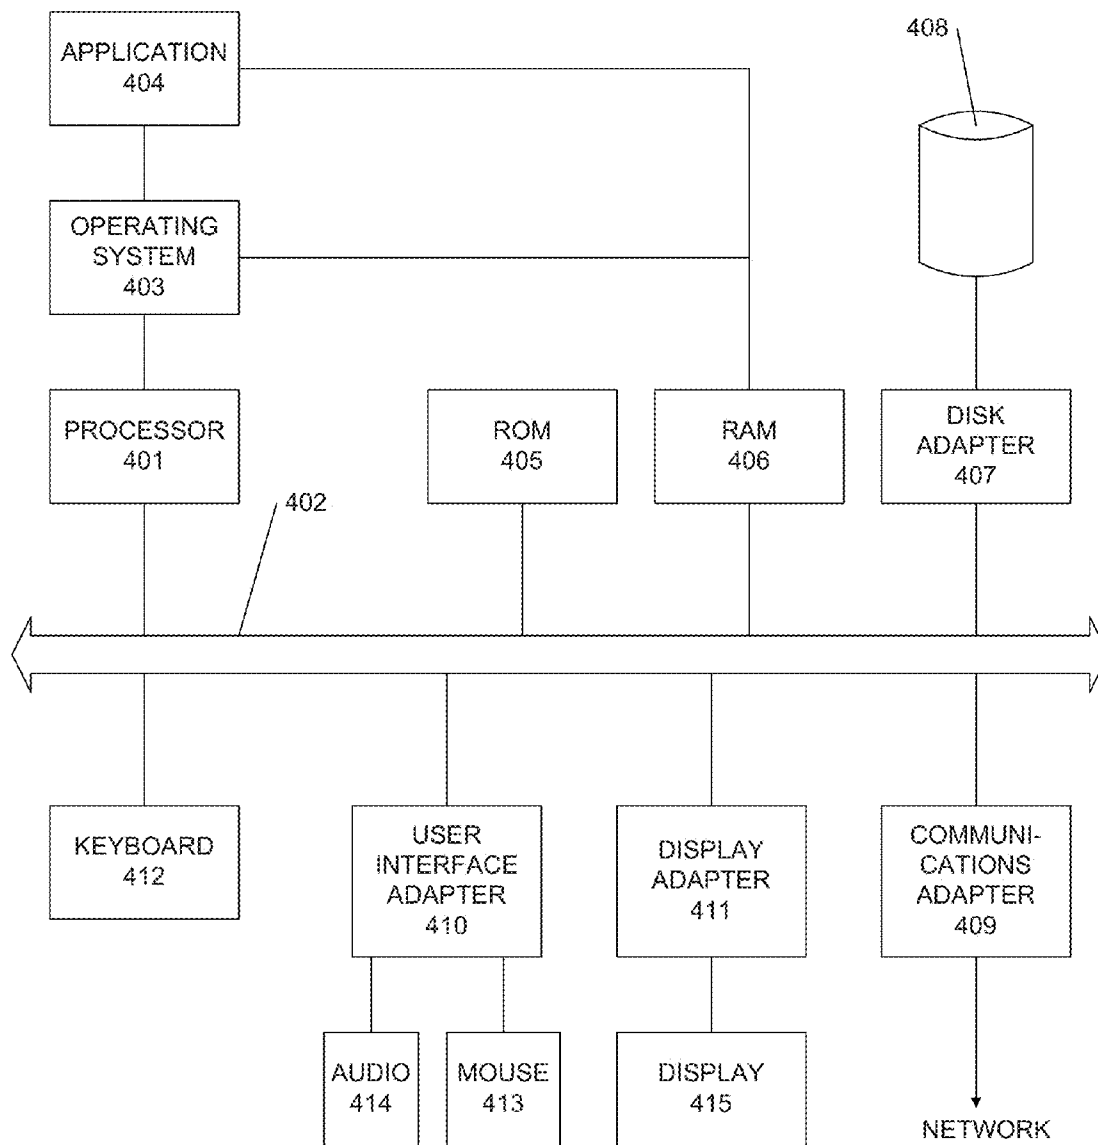 APPLICATION
404
408
OPERATING
SYSTEM
403
PROCESSOR
401
ROM
405
RAM
406
DISK
ADAPTER
407
402
KEYBOARD
412
USER
INTERFACE
ADAPTER
410
DISPLAY
ADAPTER
411
COMMUNI-
CATIONS
ADAPTER
409
AUDIO
414
MOUSE
413
DISPLAY
415
NETWORK